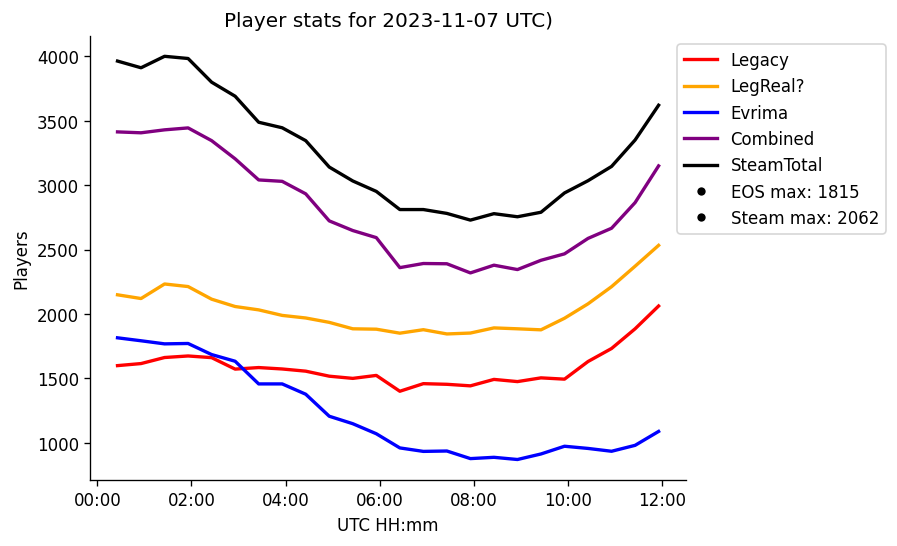 Player stats for 2023-11-07 UTC)
4000
3500
3000
2500
2000
1500
1000
Players
00:00 02:00 04:00 06:00 08:00 10:00 12:00
UTC HH:mm
Legacy
LegReal?
Evrima
Combined
SteamTotal
EOS max: 1815
Steam max: 2062